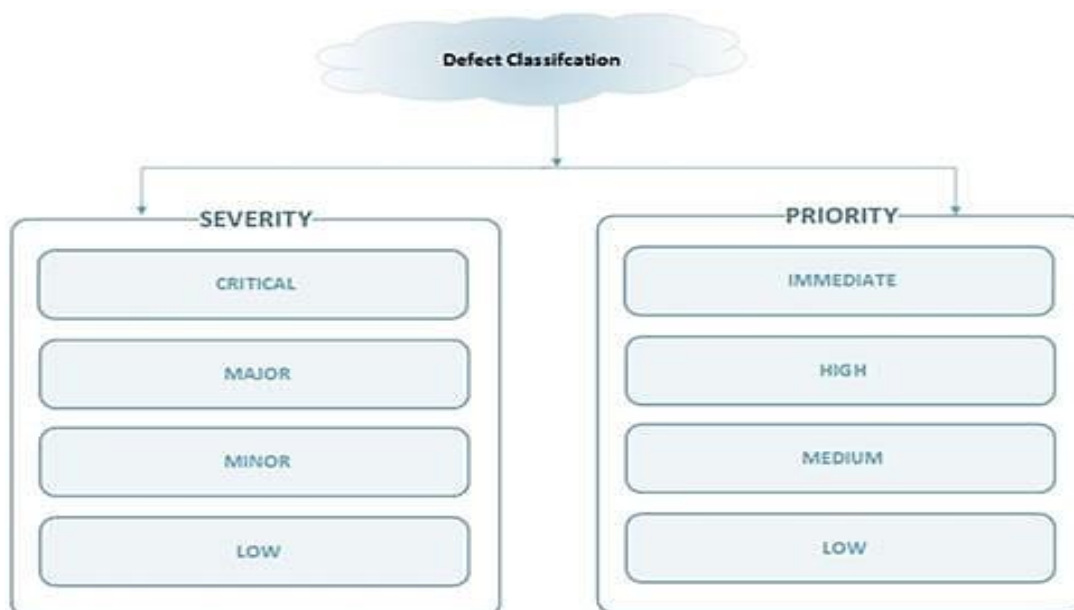 Defect Classifcation
SEVERITY
CRITICAL
MAJOR
MINOR
LOW
PRIORITY
IMMEDIATE
HIGH
MEDIUM
LOW